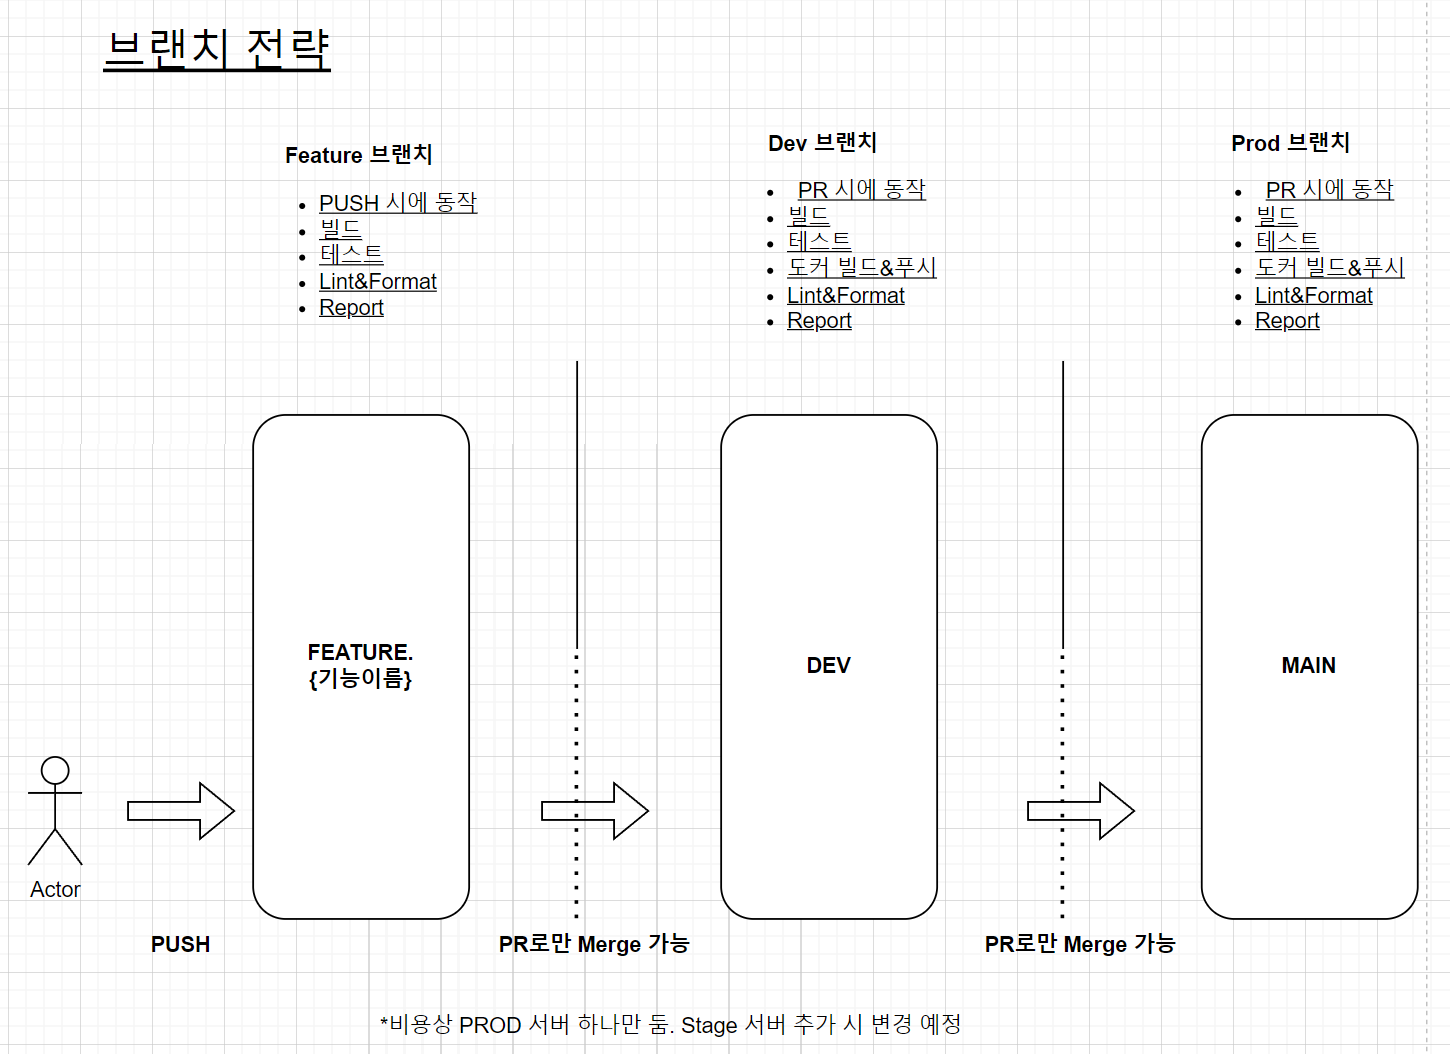 브랜치 전략
Feature 브랜치
PUSH 시에 동작
빌드
테스트
Lint&Format
Report
Dev 브랜치
PR 시에 동작
빌드
테스트
도커 빌드&푸시
Lint&Format
Report
Prod 브랜치
PR 시에 동작
빌드
테스트
도커 빌드&푸시
Lint&Format
Report
FEATURE.
{기능이름}
DEV
MAIN
Actor
PUSH
PR로만 Merge 가능
PR로만 Merge 가능
*비용상 PROD 서버 하나만 둠. Stage 서버 추가 시 변경 예정